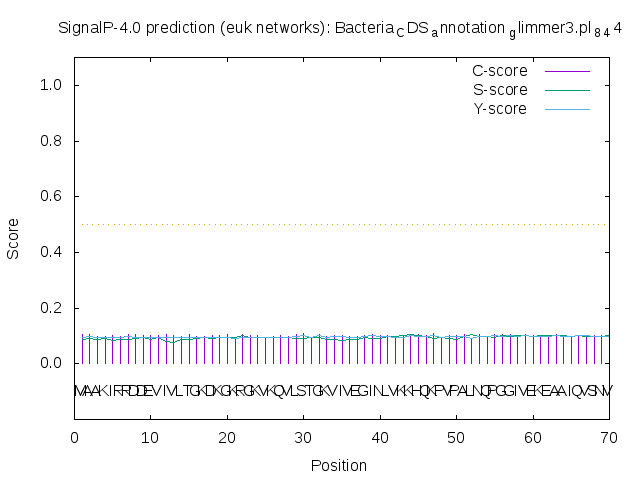 SignalP-4.0 prediction (euk networks): Bacteria_CDS_annotation_glimmer3.pl_8_44
C-score
S-score
Y-score
1.0
0.8
0.6
0.4
0.2
0.0
Score
MAAKIRRDDEVIVLTGKDKGKRGKVKQVLSTGKVIVEGINLVKKHQKPVPALNQPGGIVEKEAAIQVSNV
0 10 20 30 40 50 60 70
Position